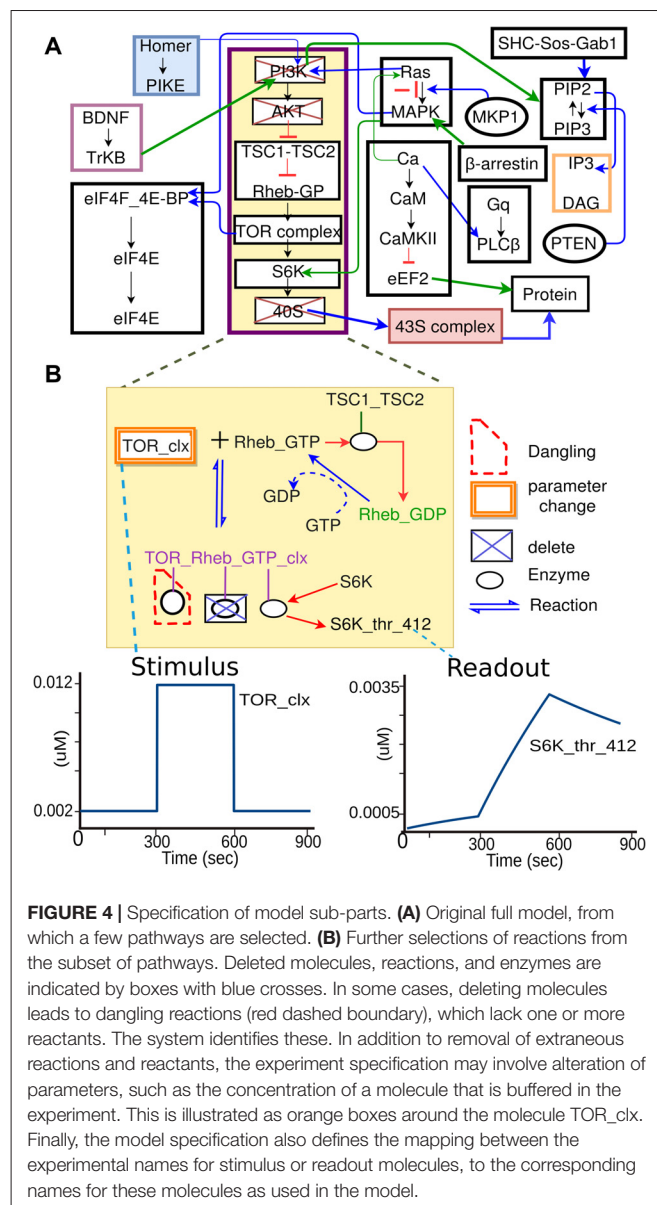 A
Homer
PIKE
BDNF
TrKB
eIF4F_4E-BP
eIF4E
eIF4E
PI3K
AKT
TSC1-TSC2
Rheb-GP
TOR complex
S6K
40S
Ras
MAPK
MKP1
β-arrestin
Ca
CaM
CaMKII
eEF2
Gq
PLCβ
SHC-Sos-Gab1
PIP2
PIP3
IP3
DAG
PTEN
Protein
43S complex
B
TSC1_TSC2
TOR_clx
+
Rheb_GTP
GDP
GTP
Rheb_GDP
TOR_Rheb_GTP_clx
S6K
S6K_thr_412
Dangling
parameter
change
delete
Enzyme
Reaction
Stimulus
0.012
TOR_clx
(uM)
0.002
0
300
600
900
Time (sec)
Readout
0.0035
S6K_thr_412
(uM)
0.0005
0
300
600
900
Time (sec)
FIGURE 4 | Specification of model sub-parts. (A) Original full model, from
which a few pathways are selected. (B) Further selections of reactions from
the subset of pathways. Deleted molecules, reactions, and enzymes are
indicated by boxes with blue crosses. In some cases, deleting molecules
leads to dangling reactions (red dashed boundary), which lack one or more
reactants. The system identifies these. In addition to removal of extraneous
reactions and reactants, the experiment specification may involve alteration of
parameters, such as the concentration of a molecule that is buffered in the
experiment. This is illustrated as orange boxes around the molecule TOR_clx.
Finally, the model specification also defines the mapping between the
experimental names for stimulus or readout molecules, to the corresponding
names for these molecules as used in the model.